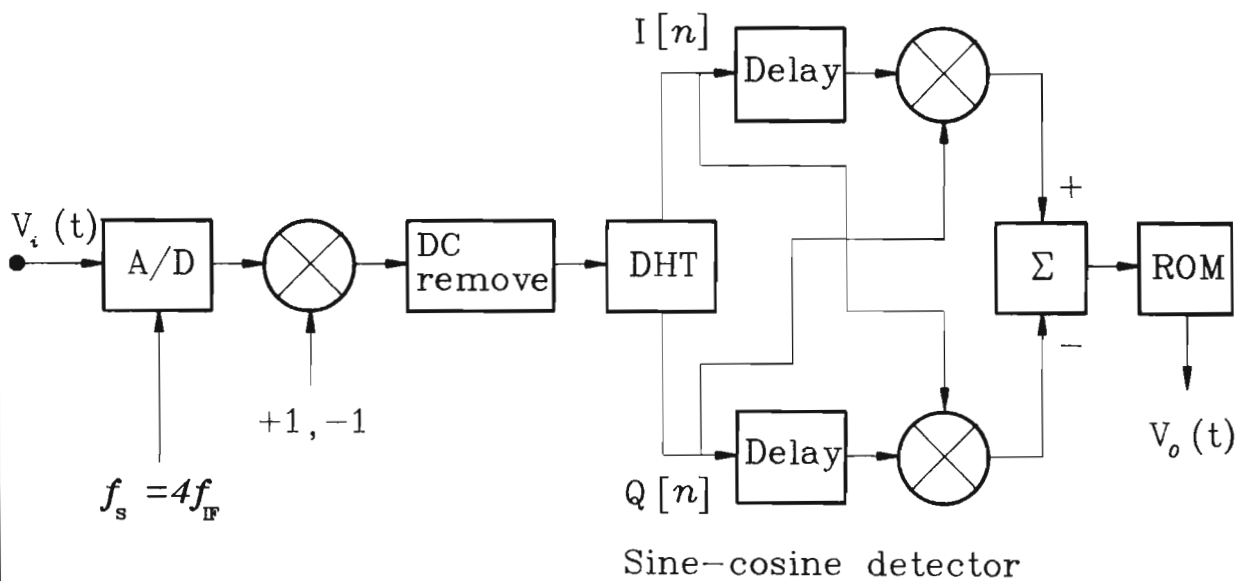 I[n]
Delay
V_i(t)
A/D
DC
remove
DHT
+
Σ
ROM
−
+1,−1
Delay
V_o(t)
f_s=4f_IF
Q[n]
Sine−cosine detector